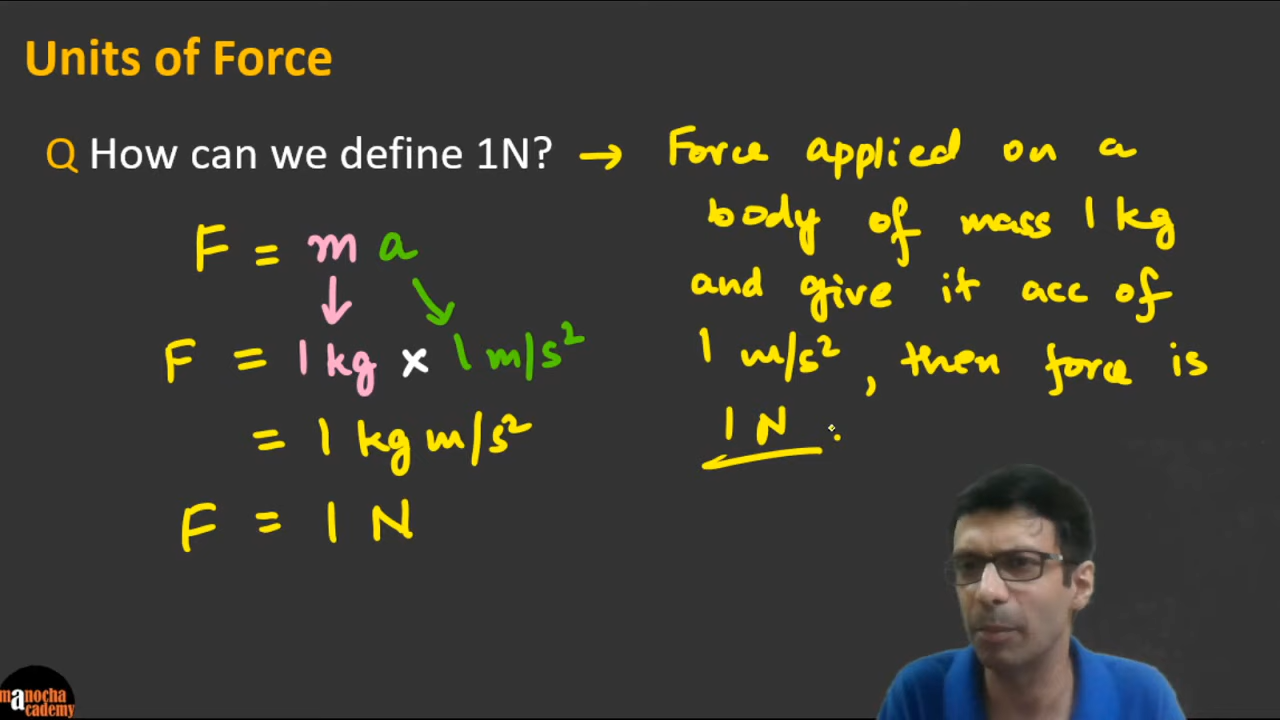 Units of Force
Q How can we define 1N? → Force applied on a
body of mass 1 kg
and give it acc of
1 m/s², then force is
1 N.
F = m a
F = 1 kg × 1 m/s²
= 1 kg m/s²
F = 1 N
manocha
academy